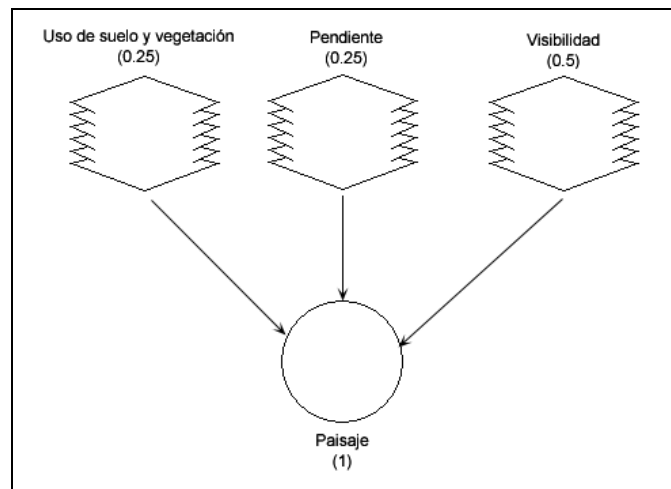 Uso de suelo y vegetación
(0.25)
Pendiente
(0.25)
Visibilidad
(0.5)
Paisaje
(1)